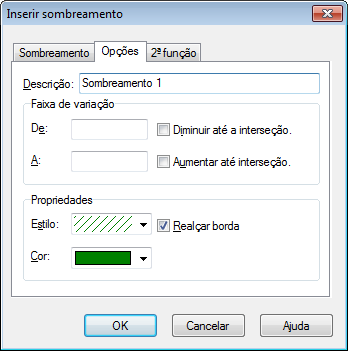 Inserir sombreamento
Sombreamento Opções 2ª função
Descrição: Sombreamento 1
Faixa de variação
De: Diminuir até a interseção.
A: Aumentar até interseção.
Propriedades
Estilo: Realçar borda
Cor:
OK Cancelar Ajuda